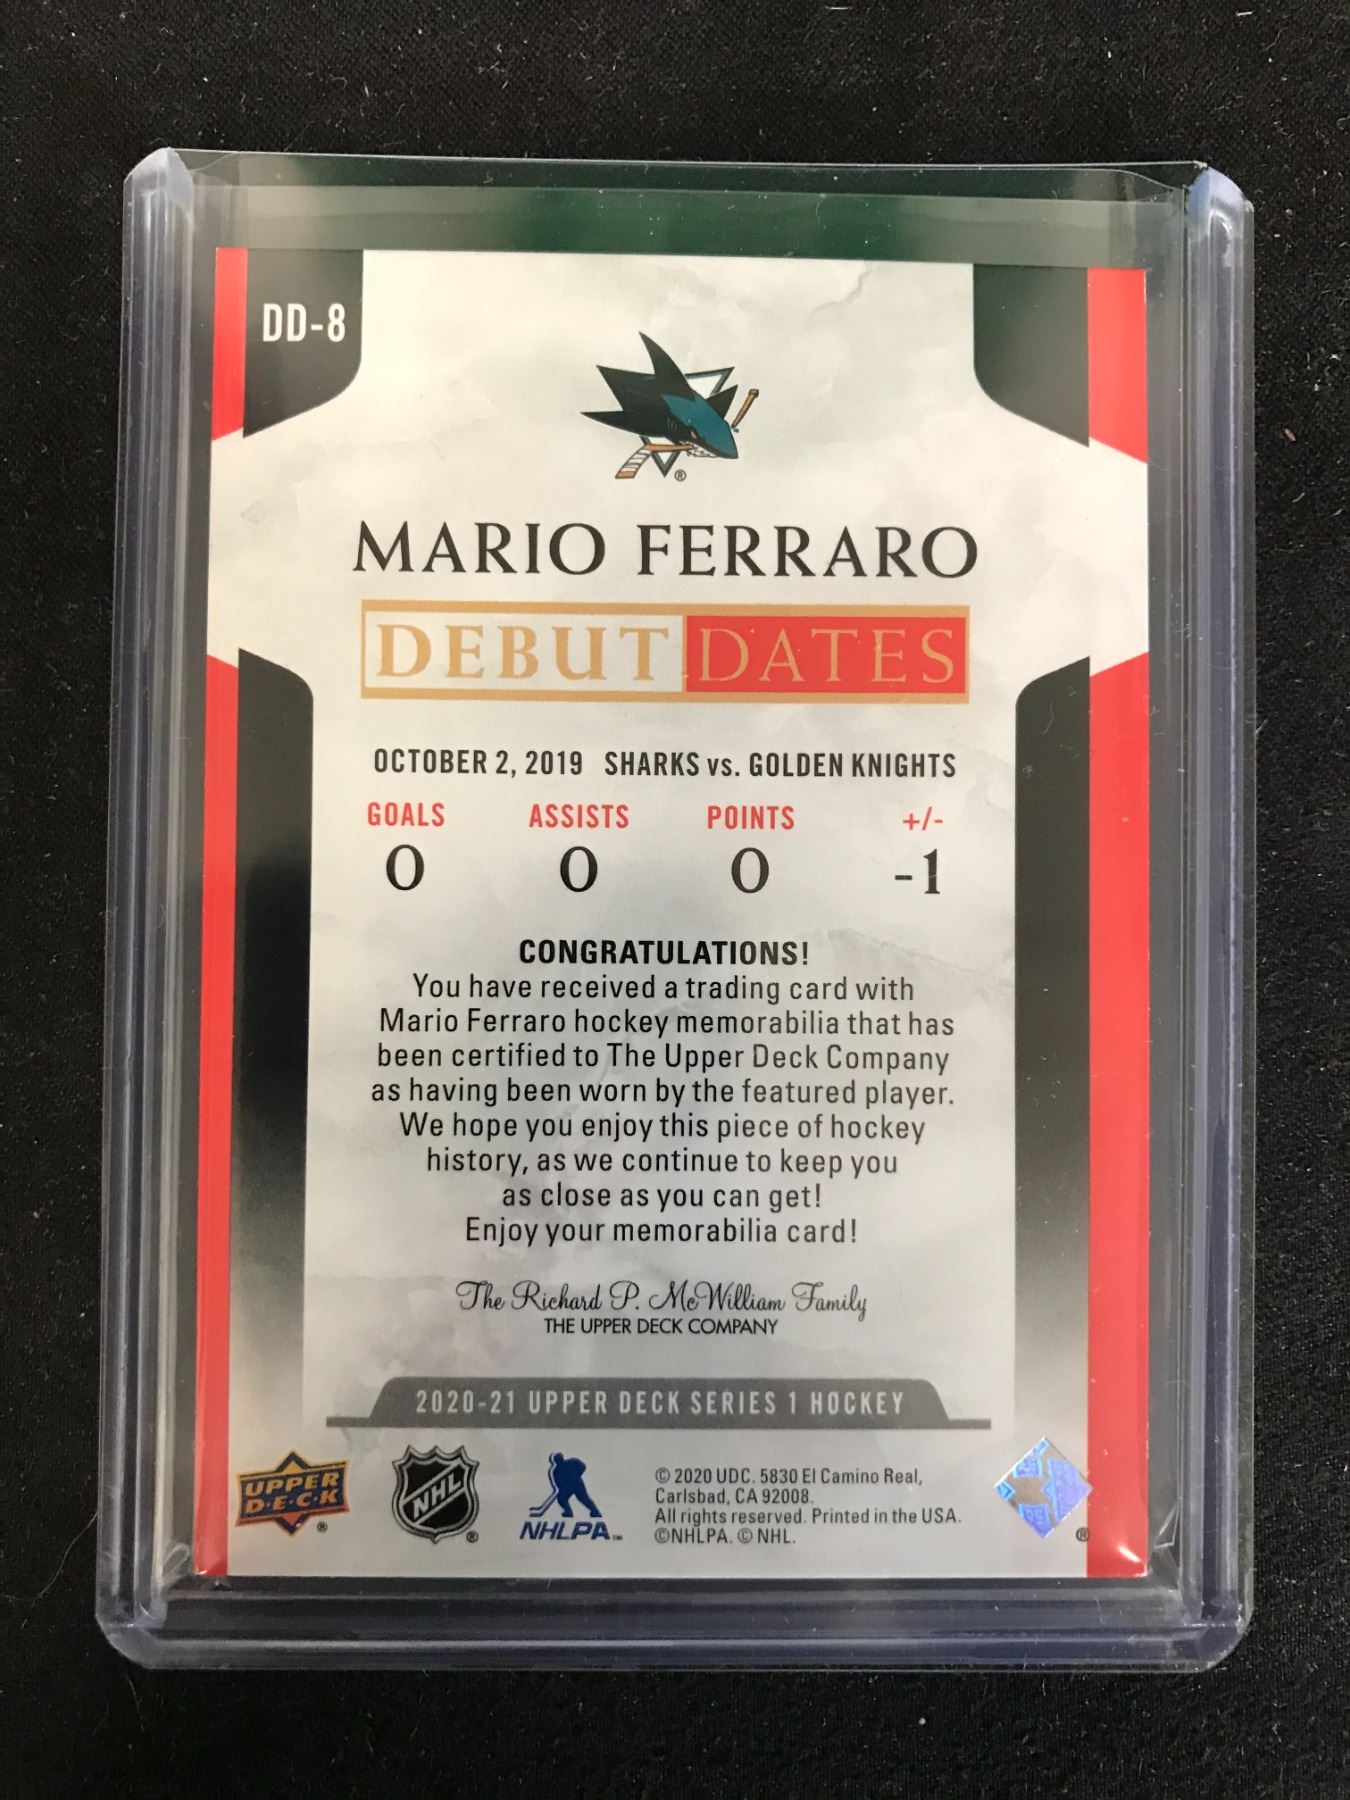 DD-8
®
MARIO FERRARO
DEBUT DATES
OCTOBER 2, 2019 SHARKS vs. GOLDEN KNIGHTS
GOALS ASSISTS POINTS +/-
0 0 0 -1
CONGRATULATIONS!
You have received a trading card with
Mario Ferraro hockey memorabilia that has
been certified to The Upper Deck Company
as having been worn by the featured player.
We hope you enjoy this piece of hockey
history, as we continue to keep you
as close as you can get!
Enjoy your memorabilia card!
The Richard P. McWilliam Family
THE UPPER DECK COMPANY
2020-21 UPPER DECK SERIES 1 HOCKEY
UPPER
D·E·C·K
®
NHL
®
NHLPA™
© 2020 UDC. 5830 El Camino Real,
Carlsbad, CA 92008.
All rights reserved. Printed in the USA.
©NHLPA. © NHL.
®